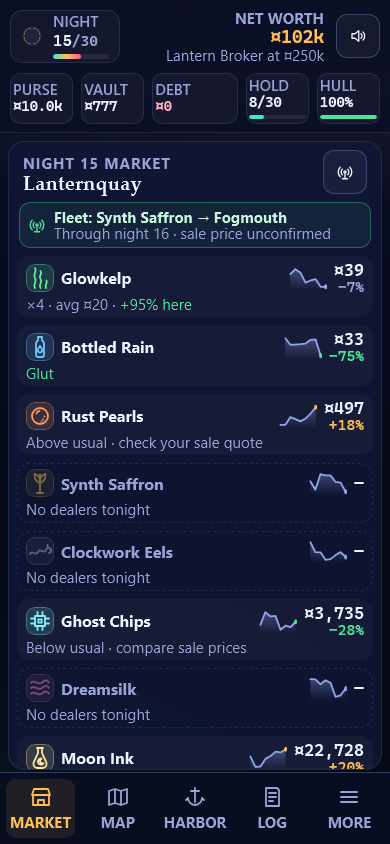 NIGHT
15/30
NET WORTH
¤102k
Lantern Broker at ¤250k
PURSE
¤10.0k
VAULT
¤777
DEBT
¤0
HOLD
8/30
HULL
100%
NIGHT 15 MARKET
Lanternquay
Fleet: Synth Saffron → Fogmouth
Through night 16 · sale price unconfirmed
Glowkelp
¤39
−7%
×4 · avg ¤20 · +95% here
Bottled Rain
¤33
−75%
Glut
Rust Pearls
¤497
+18%
Above usual · check your sale quote
Synth Saffron
—
No dealers tonight
Clockwork Eels
—
No dealers tonight
Ghost Chips
¤3,735
−28%
Below usual · compare sale prices
Dreamsilk
—
No dealers tonight
Moon Ink
¤22,728
+20%
MARKET
MAP
HARBOR
LOG
MORE